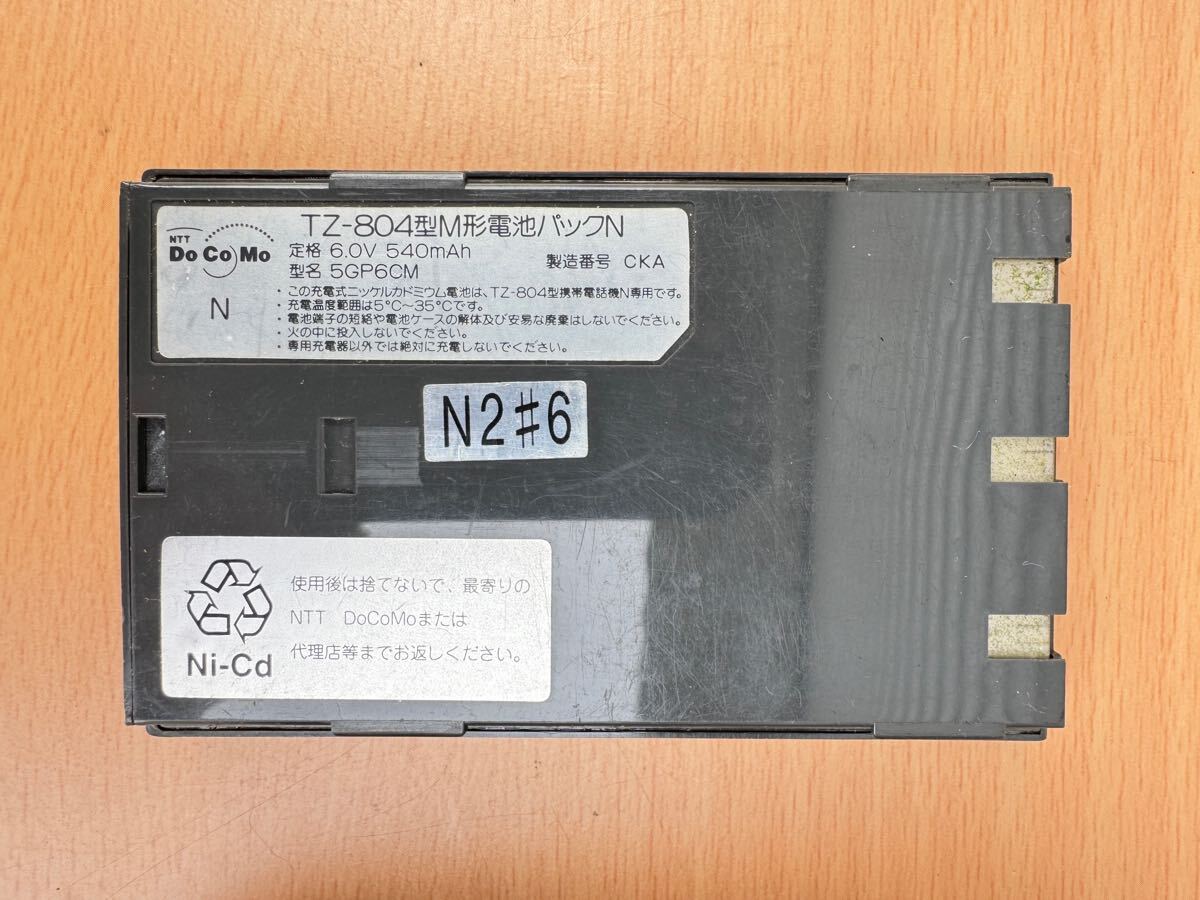 TZ-804型M形電池パックN
NTT
DoCoMo
定格 6.0V 540mAh
型名 5GP6CM
製造番号 CKA
N
・この充電式ニッケルカドミウム電池は、TZ-804型携帯電話機N専用です。
・充電温度範囲は5°C〜35°Cです。
・電池端子の短絡や電池ケースの解体及び安易な廃棄はしないでください。
・火の中に投入しないでください。
・専用充電器以外では絶対に充電しないでください。
N2#6
使用後は捨てないで、最寄りの
NTT DoCoMoまたは
代理店等までお返しください。
Ni-Cd